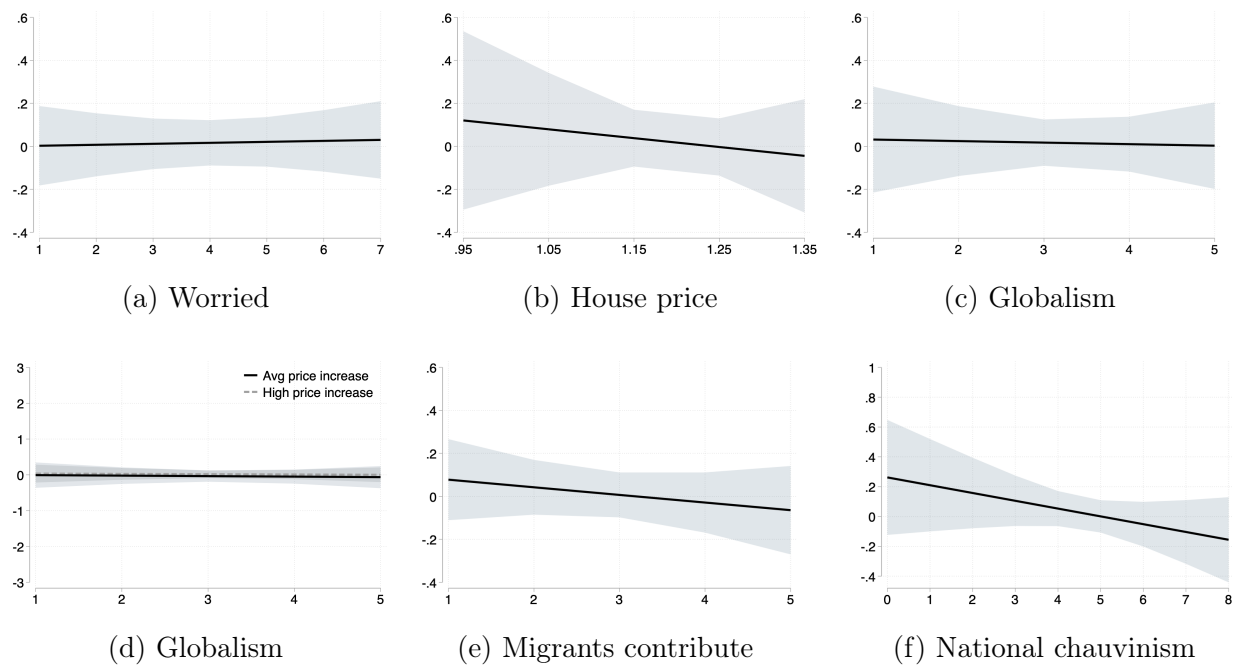 .6
.4
.2
0
-.2
-.4
1 2 3 4 5 6 7
(a) Worried
.6
.4
.2
0
-.2
-.4
.95 1.05 1.15 1.25 1.35
(b) House price
.6
.4
.2
0
-.2
-.4
1 2 3 4 5
(c) Globalism
3
2
1
0
-1
-2
-3
Avg price increase
High price increase
1 2 3 4 5
(d) Globalism
.6
.4
.2
0
-.2
-.4
1 2 3 4 5
(e) Migrants contribute
1
.8
.6
.4
.2
0
-.2
-.4
0 1 2 3 4 5 6 7 8
(f) National chauvinism